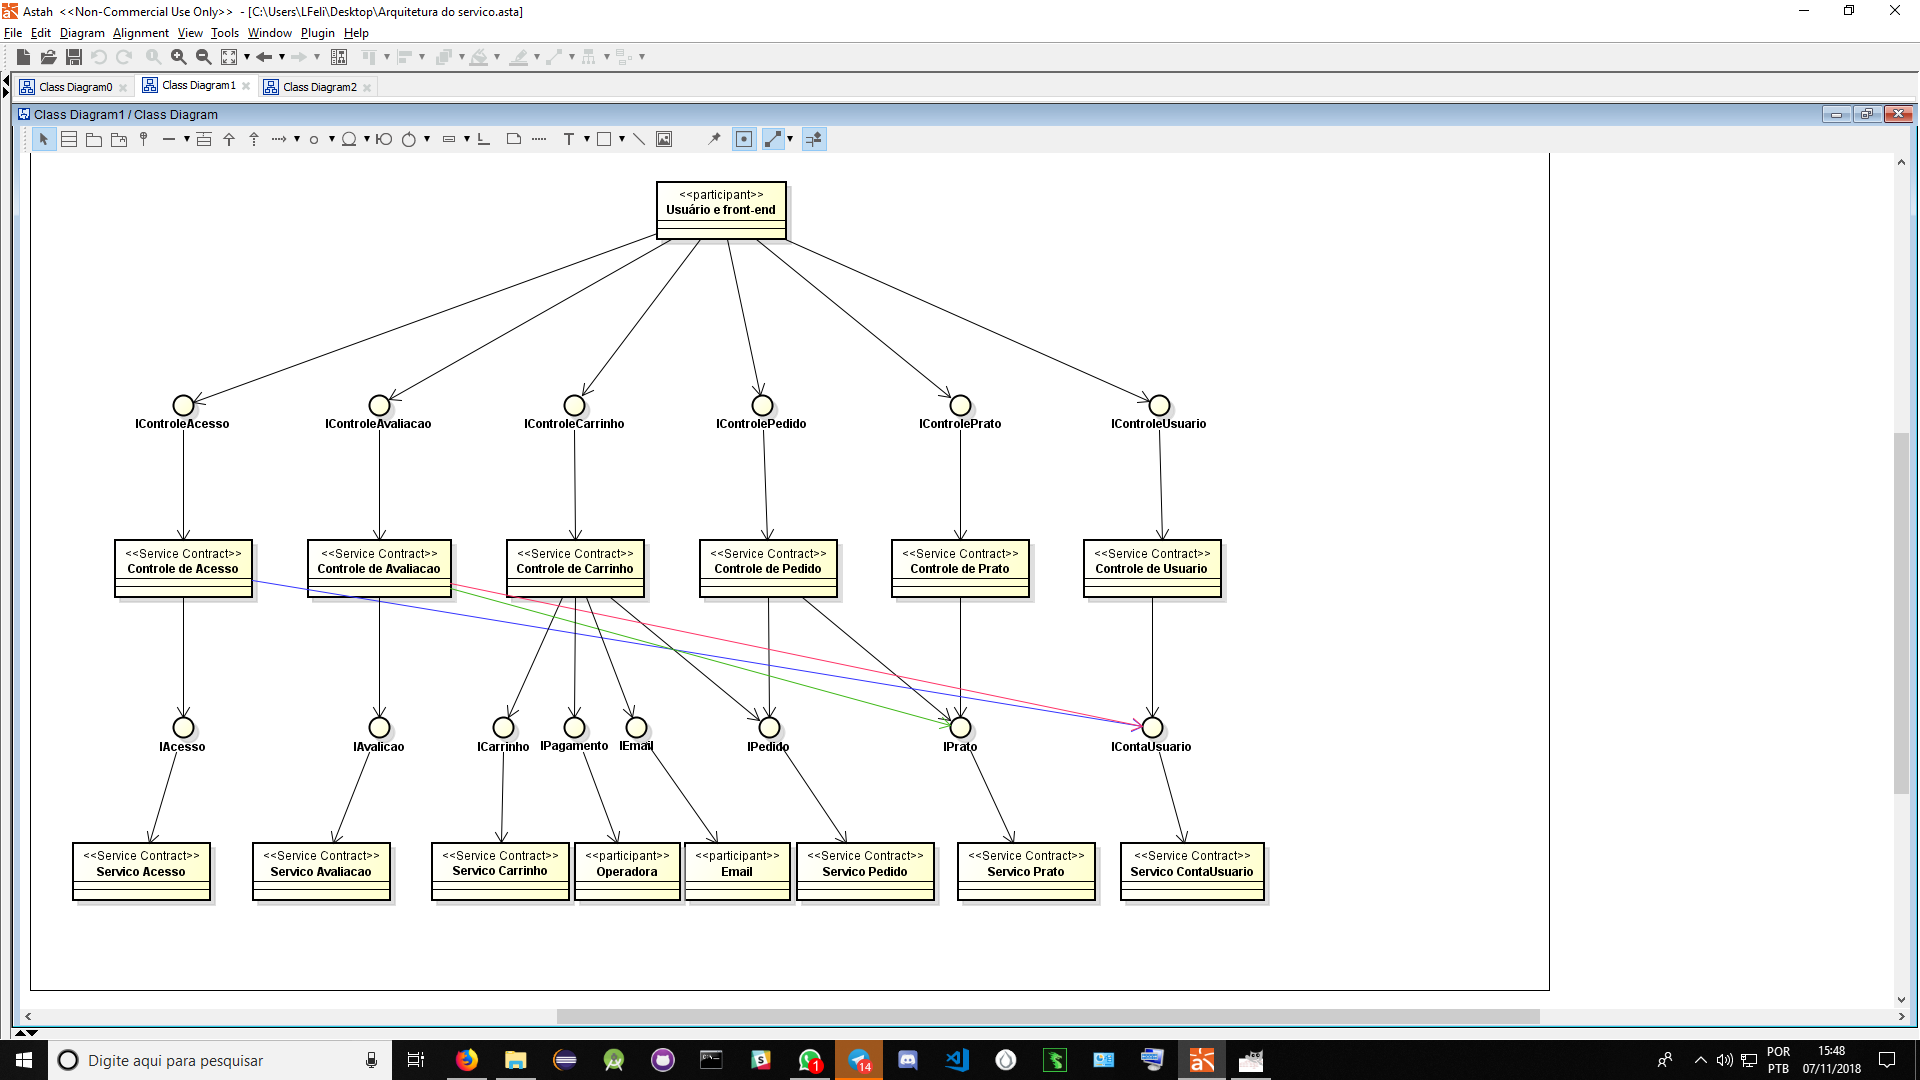 Astah <<Non-Commercial Use Only>> - [C:\Users\LFeli\Desktop\Arquitetura do servico.asta]
File Edit Diagram Alignment View Tools Window Plugin Help
Class Diagram0 Class Diagram1 Class Diagram2
Class Diagram1 / Class Diagram
T
<<participant>>
Usuário e front-end
IControleAcesso IControleAvaliacao IControleCarrinho IControlePedido IControlePrato IControleUsuario
<<Service Contract>> <<Service Contract>> <<Service Contract>> <<Service Contract>> <<Service Contract>> <<Service Contract>>
Controle de Acesso Controle de Avaliacao Controle de Carrinho Controle de Pedido Controle de Prato Controle de Usuario
IAcesso IAvalicao ICarrinho IPagamento IEmail IPedido IPrato IContaUsuario
<<Service Contract>> <<Service Contract>> <<Service Contract>> <<participant>> <<participant>> <<Service Contract>> <<Service Contract>> <<Service Contract>>
Servico Acesso Servico Avaliacao Servico Carrinho Operadora Email Servico Pedido Servico Prato Servico ContaUsuario
Digite aqui para pesquisar
1
14
POR
PTB
15:48
07/11/2018